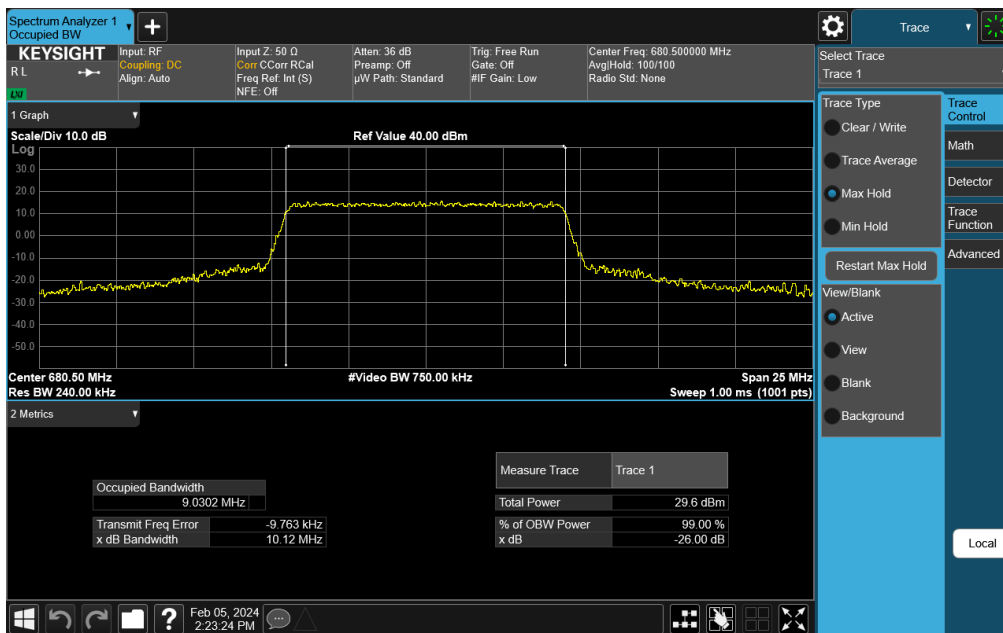 Spectrum Analyzer 1
Occupied BW
KEYSIGHT
R L
LXI
Input: RF
Coupling: DC
Align: Auto
Input Z: 50 Ω
Corr CCorr RCal
Freq Ref: Int (S)
NFE: Off
Atten: 36 dB
Preamp: Off
µW Path: Standard
Trig: Free Run
Gate: Off
#IF Gain: Low
Center Freq: 680.500000 MHz
Avg|Hold: 100/100
Radio Std: None
1 Graph
Scale/Div 10.0 dB
Ref Value 40.00 dBm
Log
30.0
20.0
10.0
0.00
-10.0
-20.0
-30.0
-40.0
-50.0
Center 680.50 MHz
#Video BW 750.00 kHz
Span 25 MHz
Res BW 240.00 kHz
Sweep 1.00 ms (1001 pts)
2 Metrics
Occupied Bandwidth
9.0302 MHz
Transmit Freq Error -9.763 kHz
x dB Bandwidth 10.12 MHz
Measure Trace Trace 1
Total Power 29.6 dBm
% of OBW Power 99.00 %
x dB -26.00 dB
Feb 05, 2024
2:23:24 PM
Trace
Select Trace
Trace 1
Trace Type
Clear / Write
Trace Average
Max Hold
Min Hold
Restart Max Hold
View/Blank
Active
View
Blank
Background
Trace
Control
Math
Detector
Trace
Function
Advanced
Local